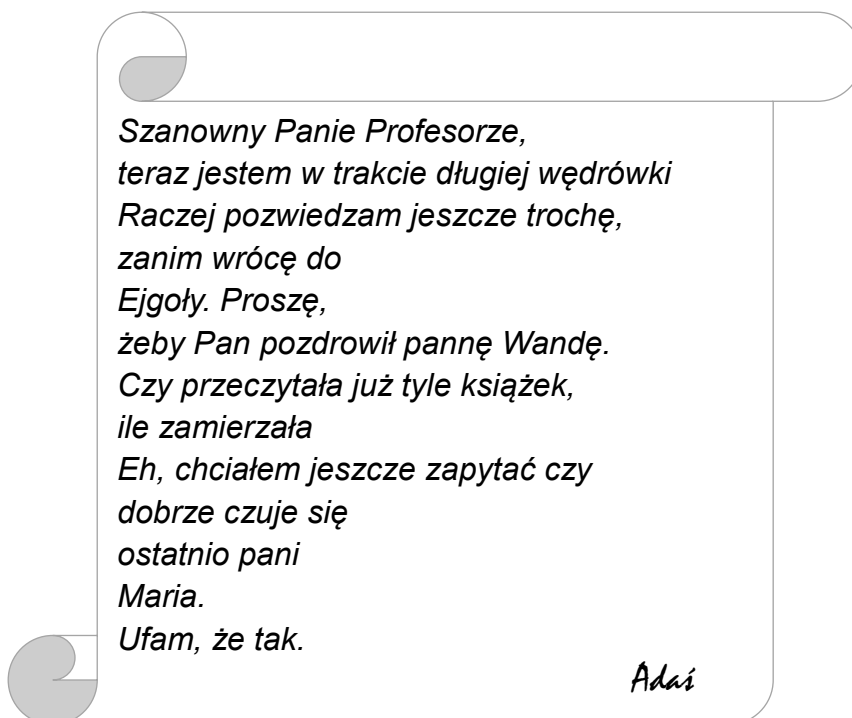 Szanowny Panie Profesorze,
teraz jestem w trakcie długiej wędrówki
Raczej pozwiedzam jeszcze trochę,
zanim wrócę do
Ejgoły. Proszę,
żeby Pan pozdrowił pannę Wandę.
Czy przeczytała już tyle książek,
ile zamierzała
Eh, chciałem jeszcze zapytać czy
dobrze czuje się
ostatnio pani
Maria.
Ufam, że tak.
Adaś